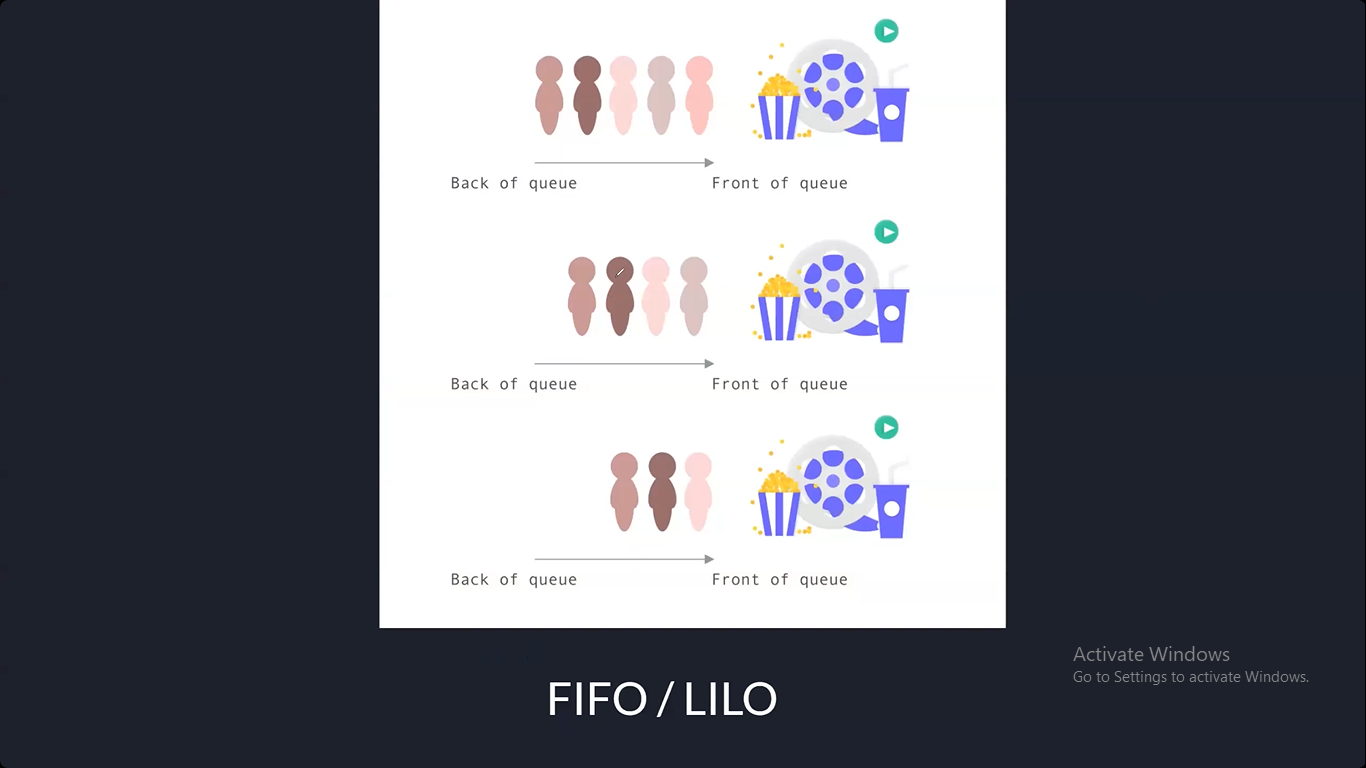 Back of queue
Front of queue
Back of queue
Front of queue
Back of queue
Front of queue
Activate Windows
Go to Settings to activate Windows.
FIFO / LILO